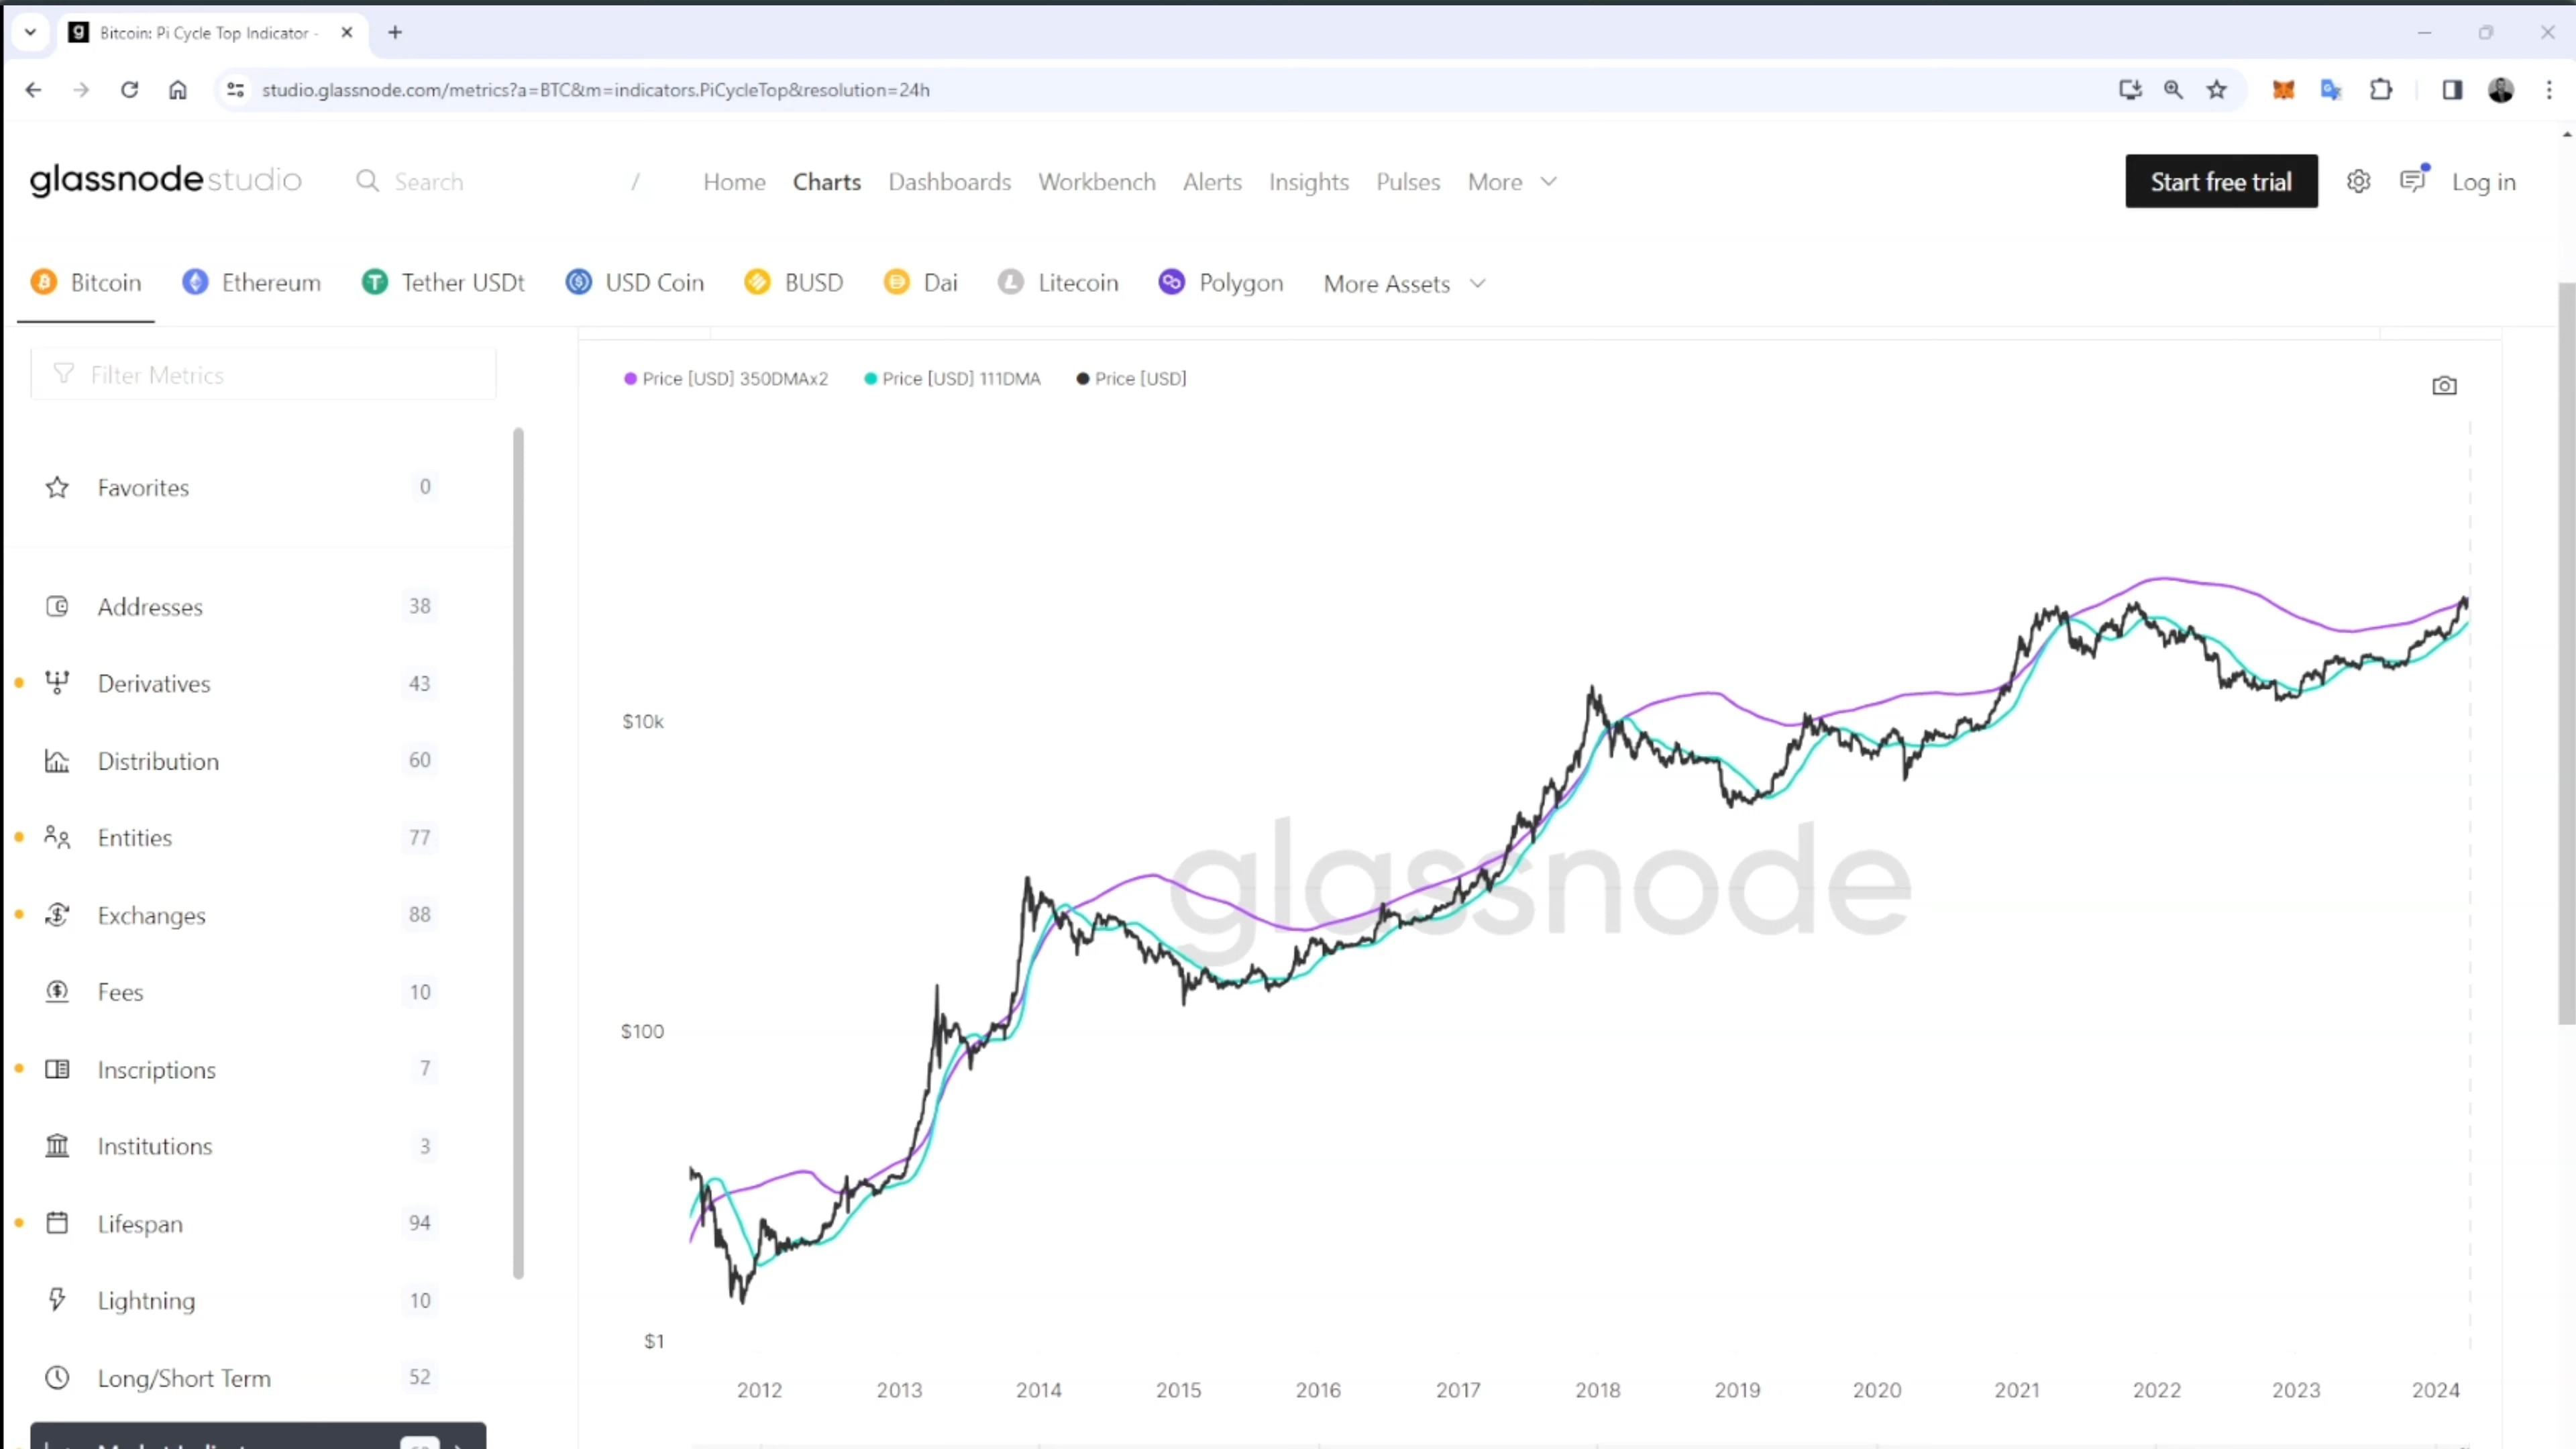 Bitcoin: Pi Cycle Top Indicator -
studio.glassnode.com/metrics?a=BTC&m=indicators.PiCycleTop&resolution=24h
glassnodestudio Search / Home Charts Dashboards Workbench Alerts Insights Pulses More Start free trial Log in
Bitcoin Ethereum Tether USDt USD Coin BUSD Dai Litecoin Polygon More Assets
Filter Metrics
Favorites 0
Addresses 38
Derivatives 43
Distribution 60
Entities 77
Exchanges 88
Fees 10
Inscriptions 7
Institutions 3
Lifespan 94
Lightning 10
Long/Short Term 52
Price [USD] 350DMAx2 Price [USD] 111DMA Price [USD]
$10k
glassnode
$100
$1
2012 2013 2014 2015 2016 2017 2018 2019 2020 2021 2022 2023 2024